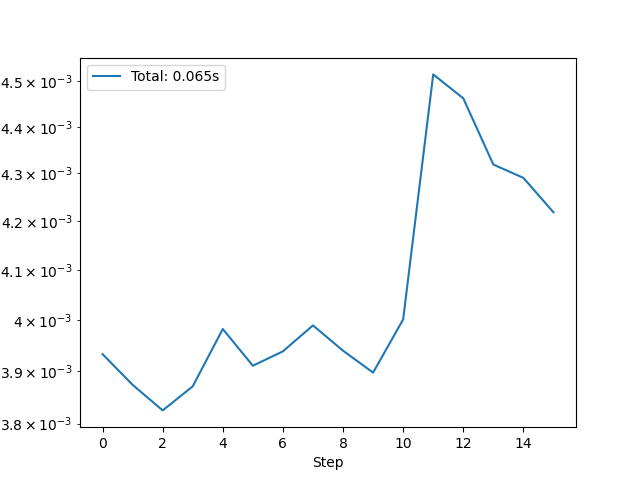 Total: 0.065s
4.5 × 10⁻³
4.4 × 10⁻³
4.3 × 10⁻³
4.2 × 10⁻³
4.1 × 10⁻³
4 × 10⁻³
3.9 × 10⁻³
3.8 × 10⁻³
0 2 4 6 8 10 12 14
Step